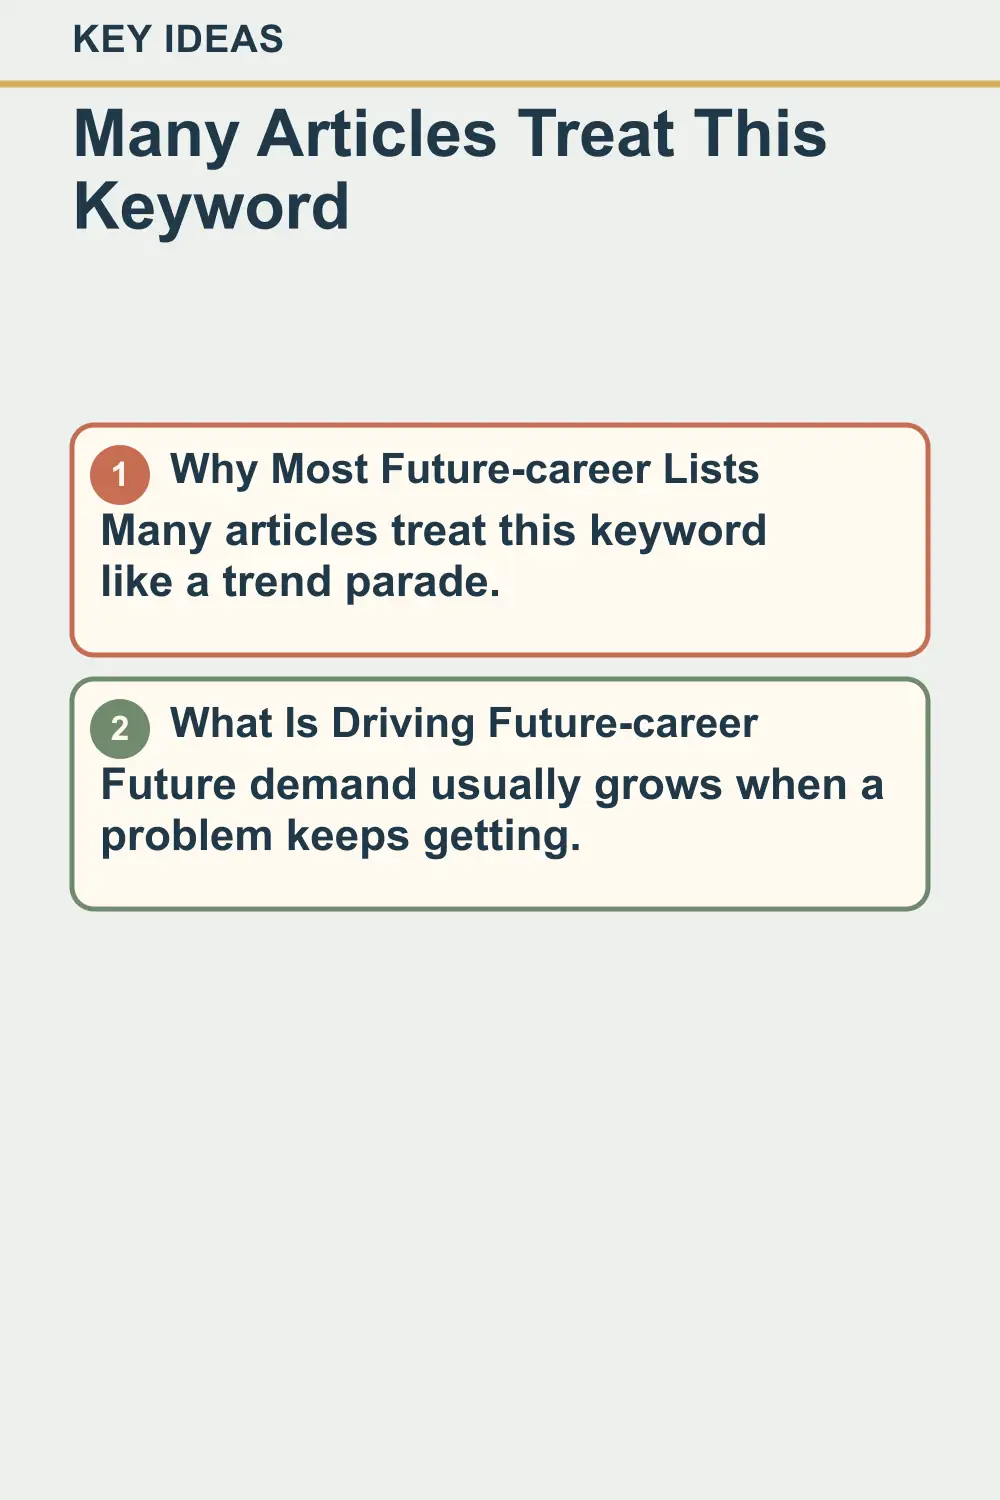 KEY IDEAS
Many Articles Treat This
Keyword
1
Why Most Future-career Lists
Many articles treat this keyword
like a trend parade.
2
What Is Driving Future-career
Future demand usually grows when a
problem keeps getting.